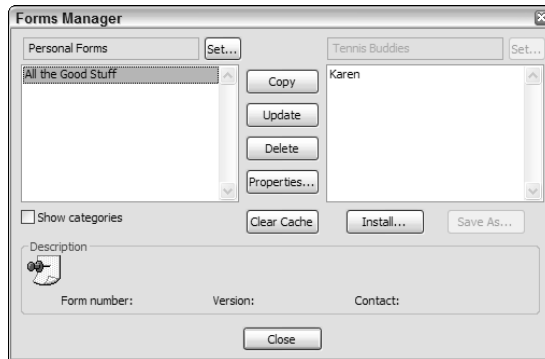 Forms Manager
Personal Forms Set... Tennis Buddies Set...
All the Good Stuff Karen
Copy
Update
Delete
Properties...
Show categories Clear Cache Install... Save As...
Description
Form number: Version: Contact:
Close